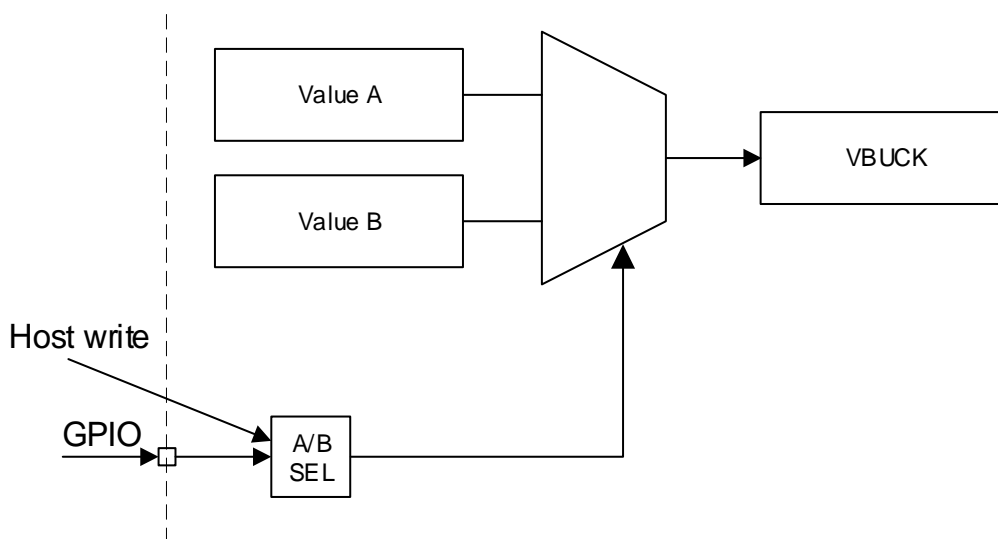 Value A
VBUCK
Value B
Host write
GPIO
A/B
SEL